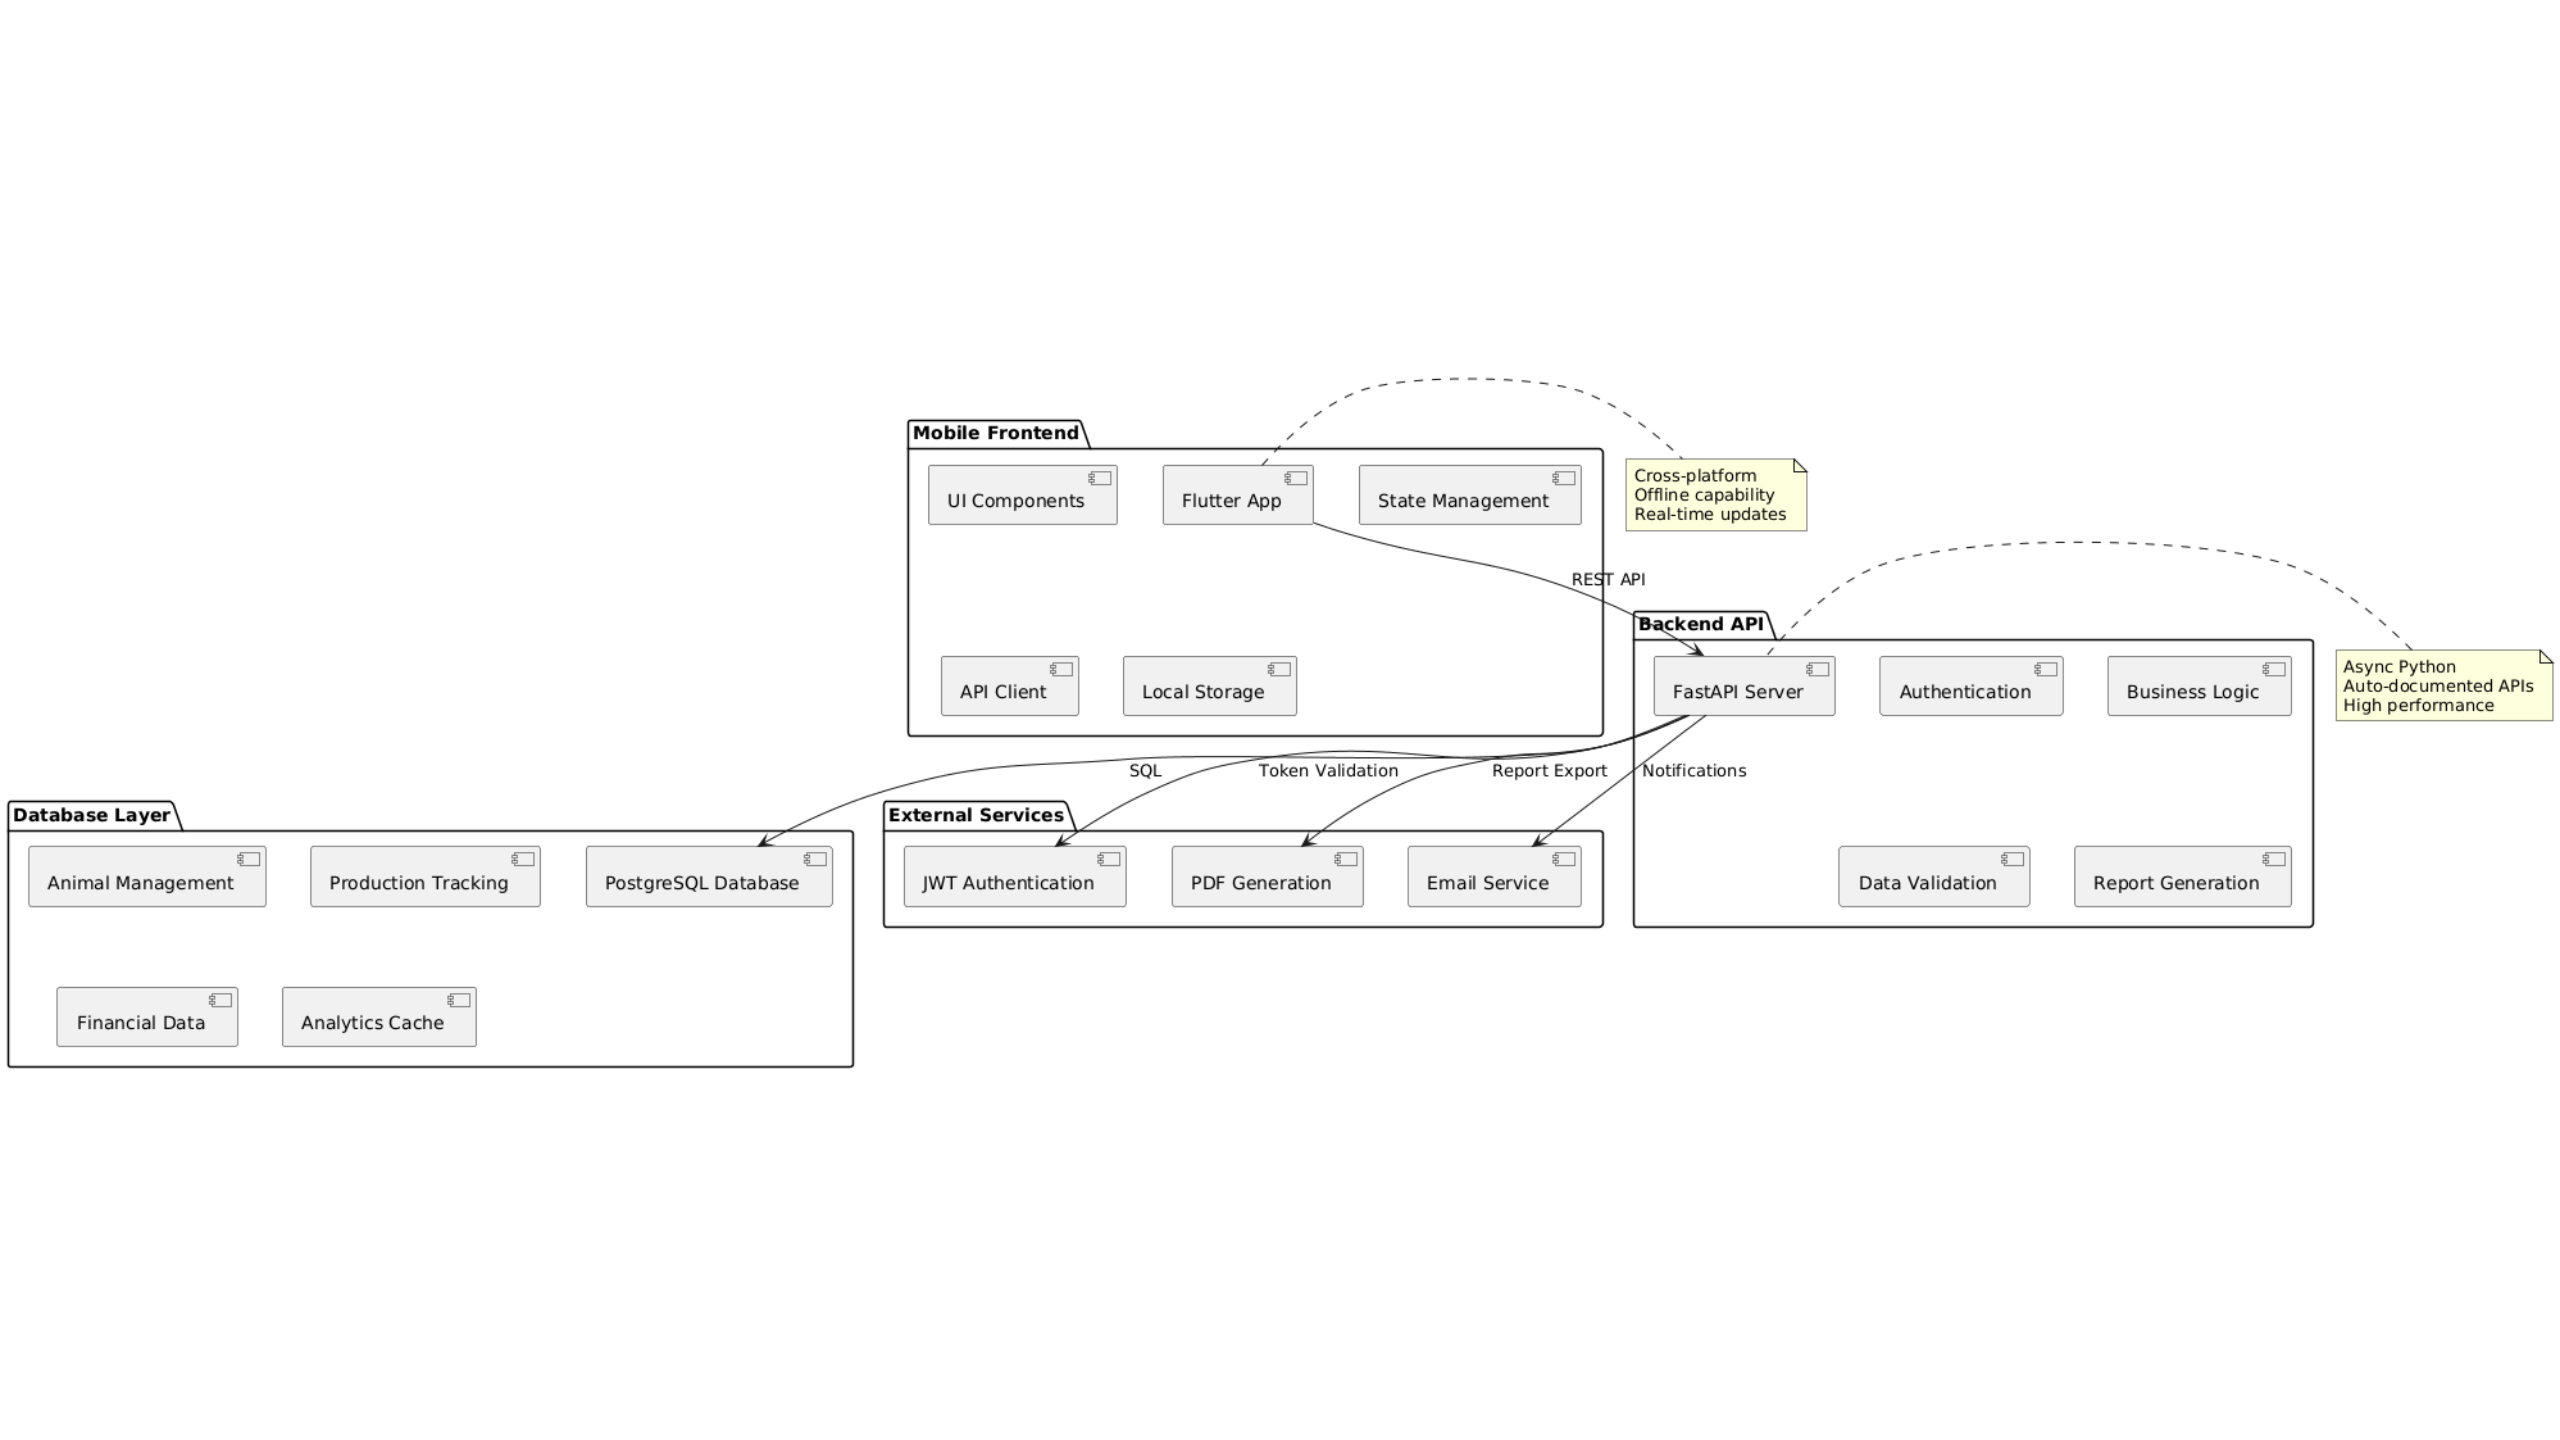 Mobile Frontend
UI Components
Flutter App
State Management
Cross-platform
Offline capability
Real-time updates
REST API
Backend API
API Client
Local Storage
FastAPI Server
Authentication
Business Logic
Async Python
Auto-documented APIs
High performance
SQL
Token Validation
Report Export
Notifications
Database Layer
External Services
Animal Management
Production Tracking
PostgreSQL Database
JWT Authentication
PDF Generation
Email Service
Data Validation
Report Generation
Financial Data
Analytics Cache